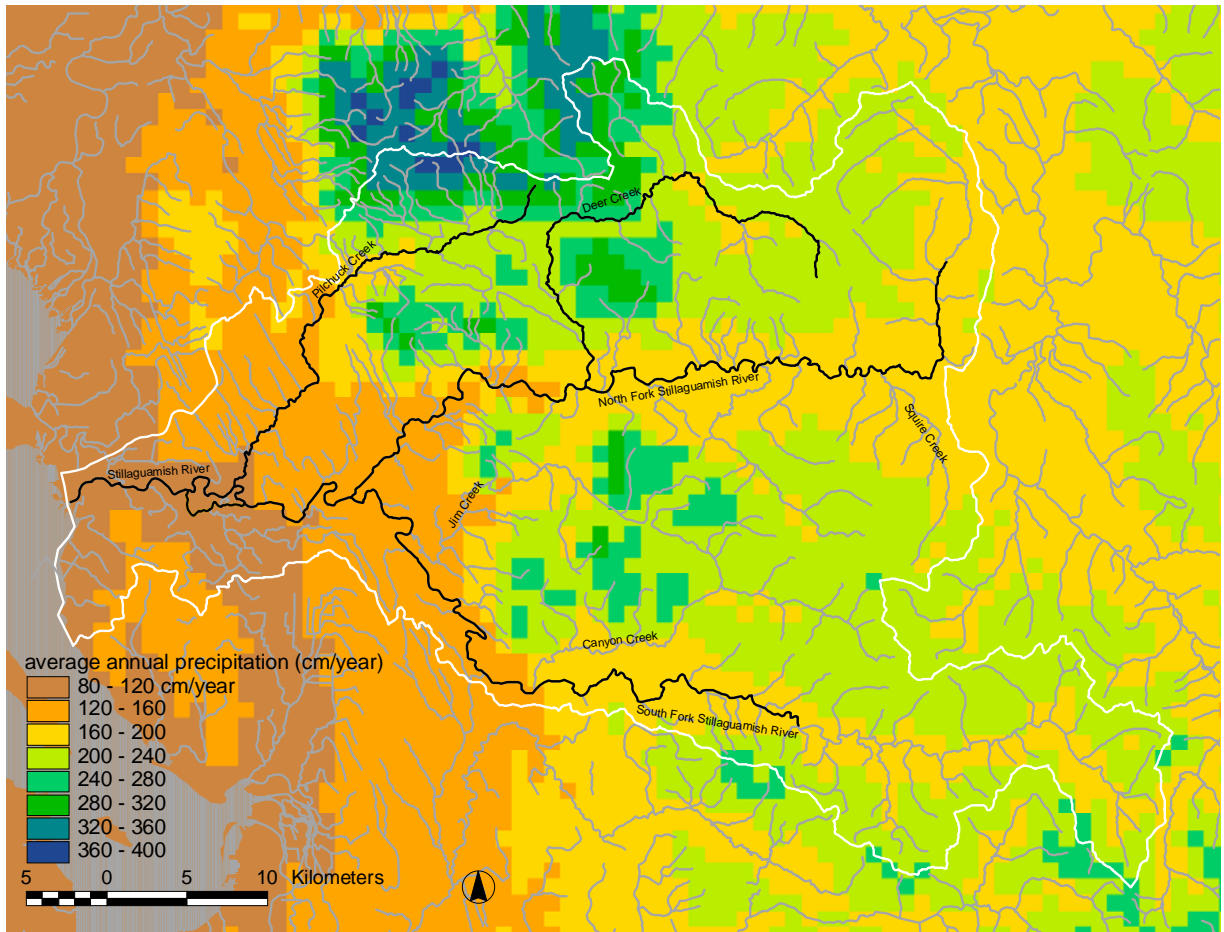 Deer Creek
Pilchuck Creek
North Fork Stillaguamish River
Squire Creek
Stillaguamish River
Jim Creek
Canyon Creek
South Fork Stillaguamish River
average annual precipitation (cm/year)
80 - 120 cm/year
120 - 160
160 - 200
200 - 240
240 - 280
280 - 320
320 - 360
360 - 400
5 0 5 10 Kilometers